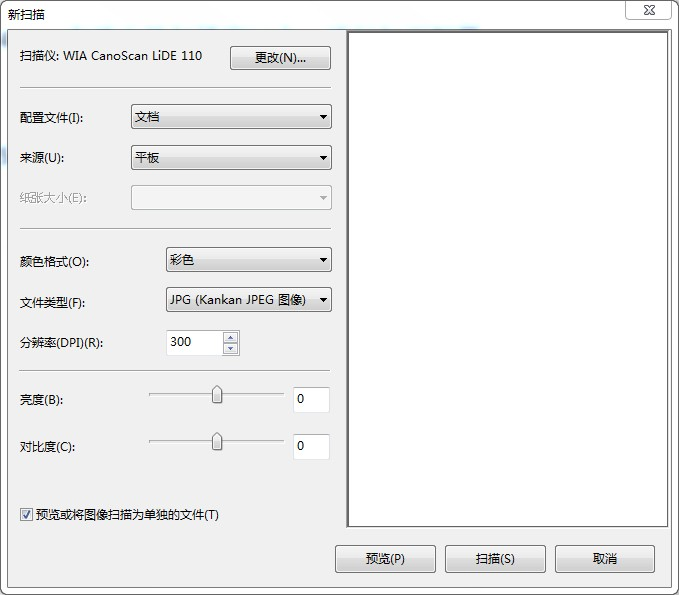 新扫描
扫描仪: WIA CanoScan LiDE 110
更改(N)...
配置文件(I):
文档
来源(U):
平板
纸张大小(E):
颜色格式(O):
彩色
文件类型(F):
JPG (Kankan JPEG 图像)
分辨率(DPI)(R):
300
亮度(B):
0
对比度(C):
0
预览或将图像扫描为单独的文件(T)
预览(P)
扫描(S)
取消